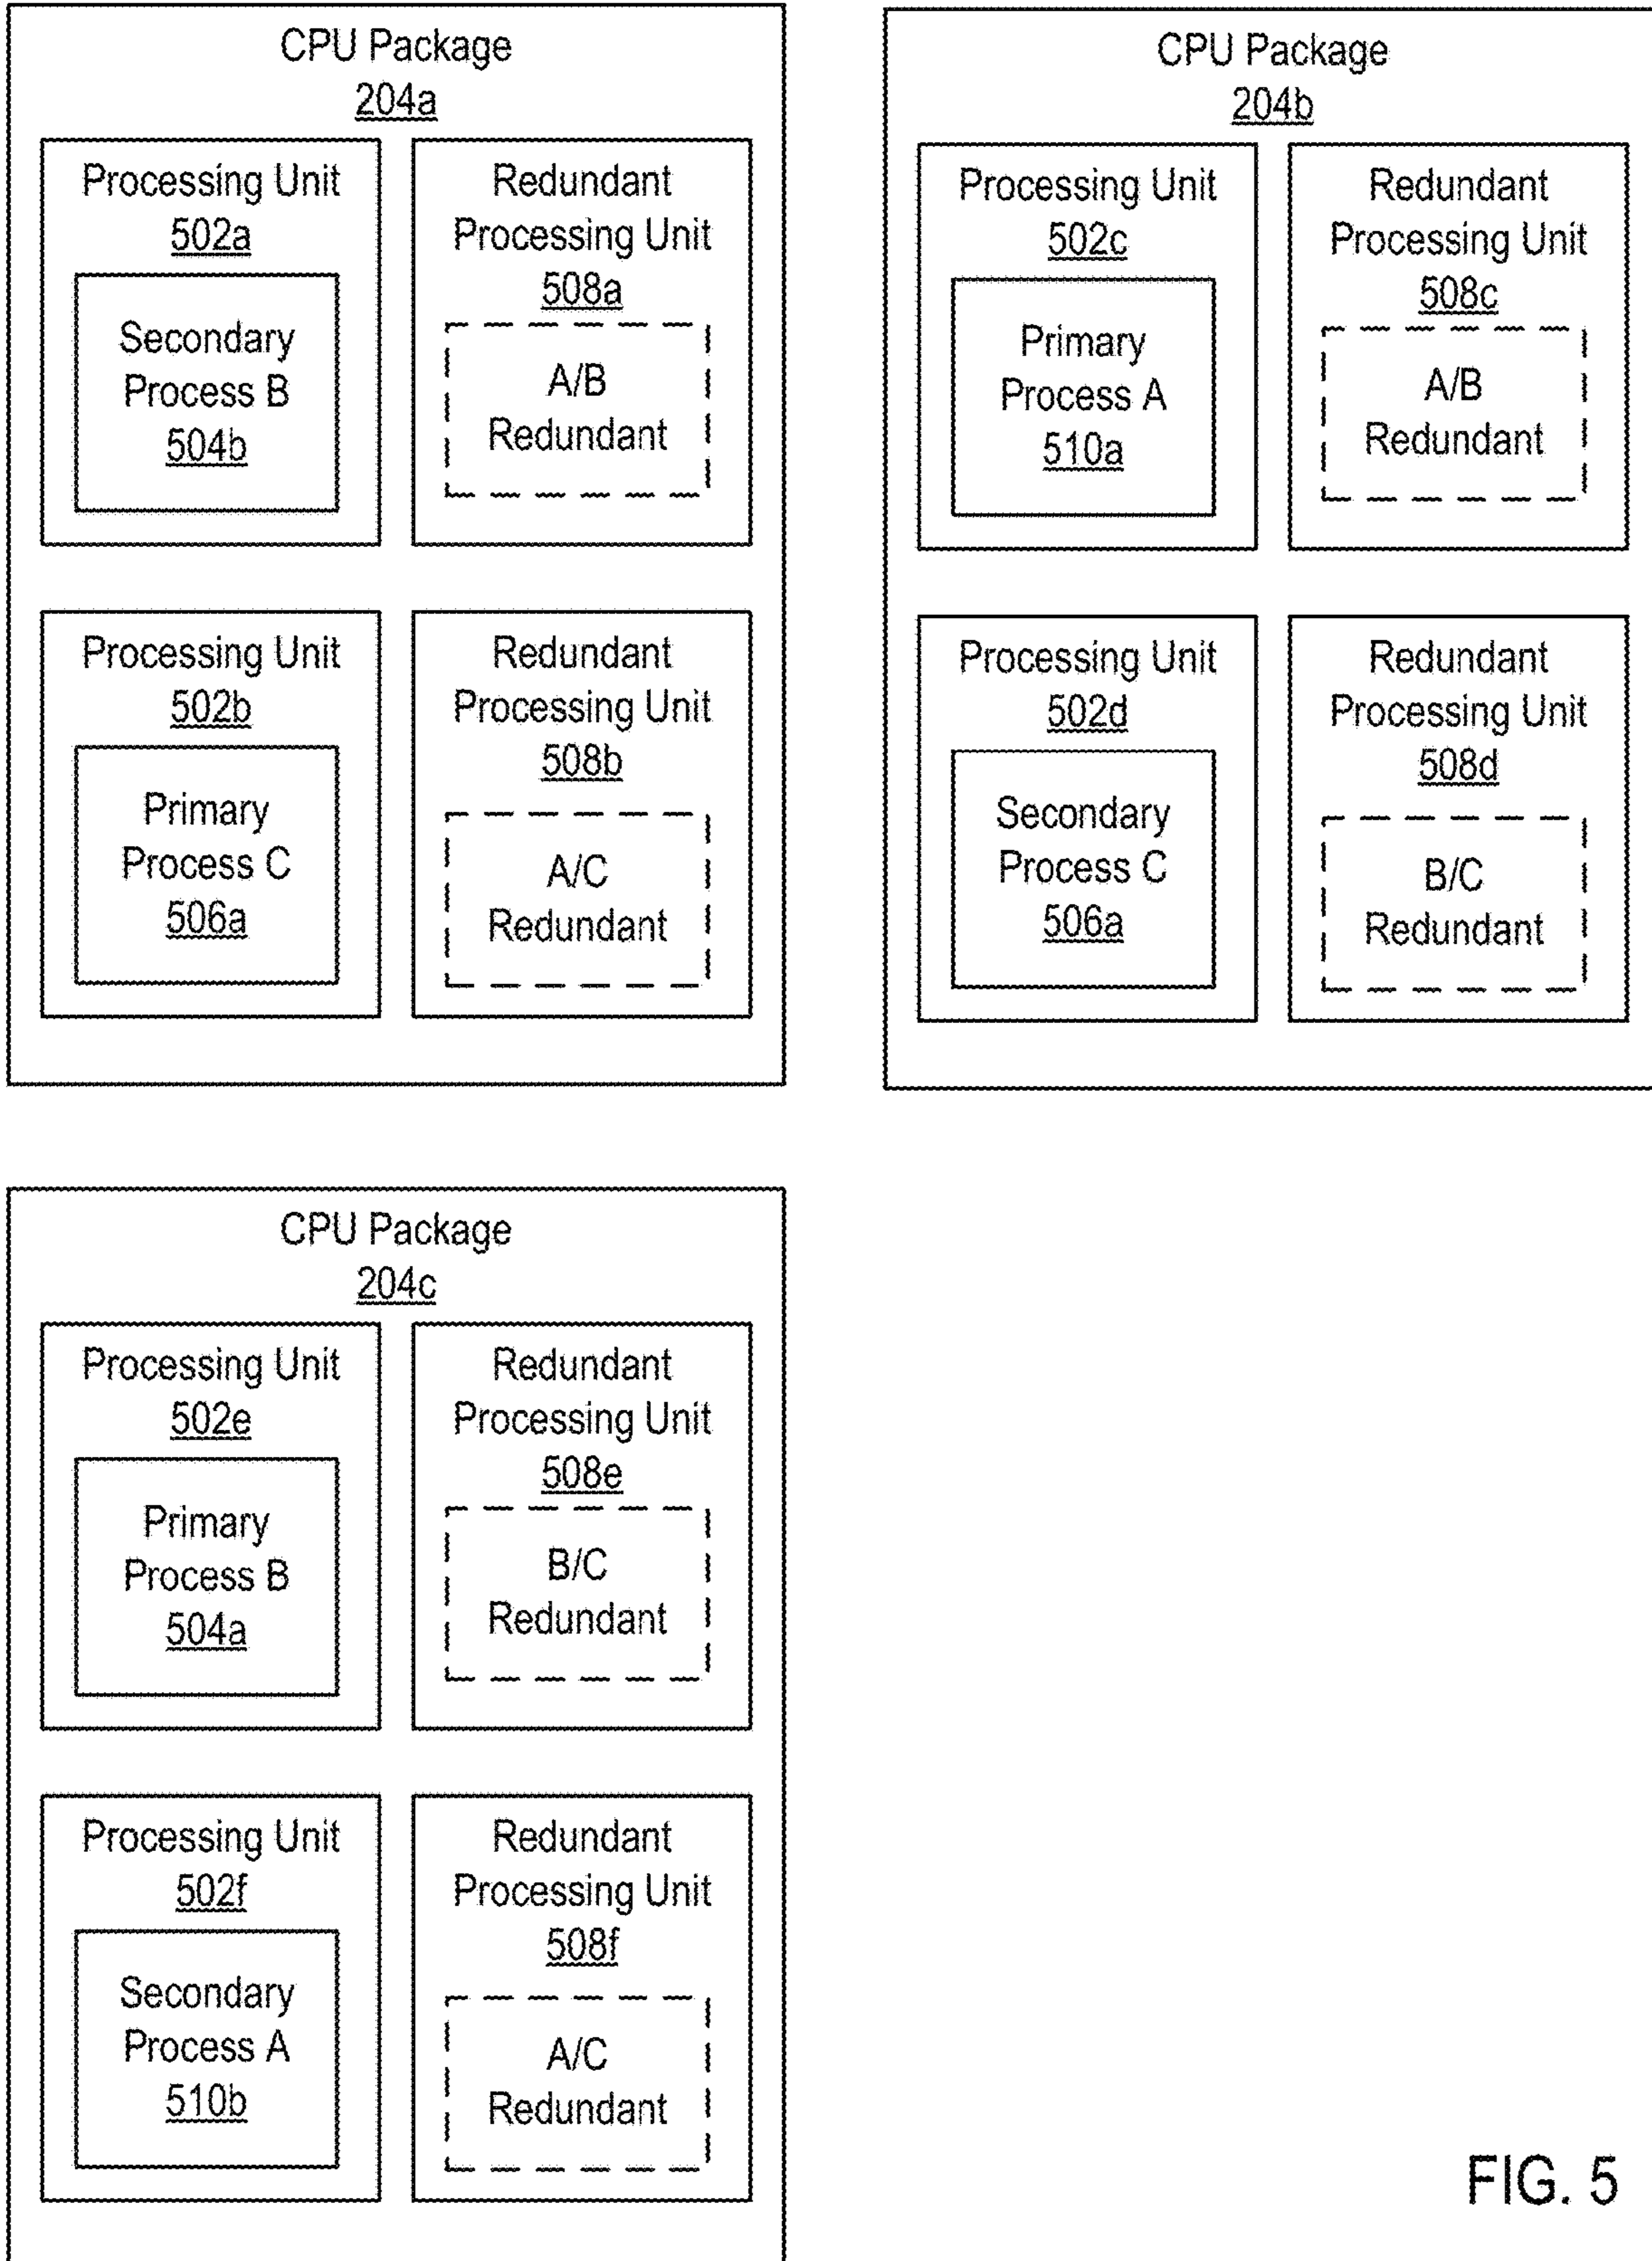 CPU Package
204a
Processing Unit
502a
Secondary
Process B
504b
Redundant
Processing Unit
508a
A/B
Redundant
Processing Unit
502b
Primary
Process C
506a
Redundant
Processing Unit
508b
A/C
Redundant
CPU Package
204b
Processing Unit
502c
Primary
Process A
510a
Redundant
Processing Unit
508c
A/B
Redundant
Processing Unit
502d
Secondary
Process C
506a
Redundant
Processing Unit
508d
B/C
Redundant
CPU Package
204c
Processing Unit
502e
Primary
Process B
504a
Redundant
Processing Unit
508e
B/C
Redundant
Processing Unit
502f
Secondary
Process A
510b
Redundant
Processing Unit
508f
A/C
Redundant
FIG. 5